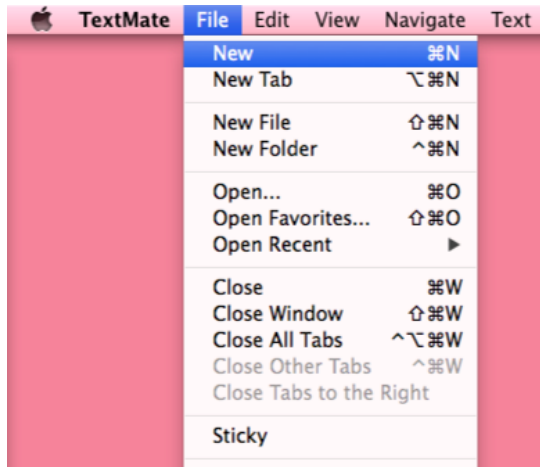 TextMate File Edit View Navigate Text
New ⌘N
New Tab ⌥⌘N
New File ⇧⌘N
New Folder ^⌘N
Open... ⌘O
Open Favorites... ⇧⌘O
Open Recent ▶
Close ⌘W
Close Window ⇧⌘W
Close All Tabs ^⌥⌘W
Close Other Tabs ^⌘W
Close Tabs to the Right
Sticky